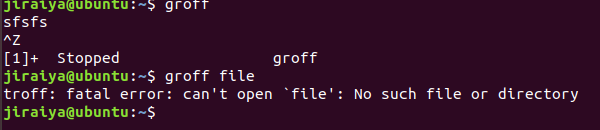 jiraiya@ubuntu:~$ groff
sfsfs
^Z
[1]+  Stopped                 groff
jiraiya@ubuntu:~$ groff file
troff: fatal error: can't open `file': No such file or directory
jiraiya@ubuntu:~$